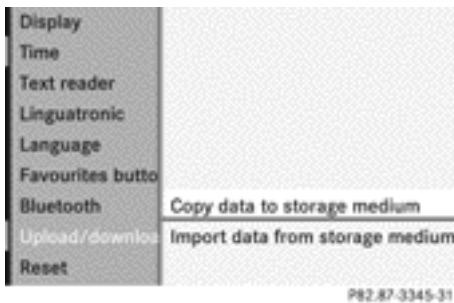 Display
Time
Text reader
Linguatronic
Language
Favourites butto
Bluetooth
Copy data to storage medium
Upload/downloa
Import data from storage medium
Reset
P82.87-3345-31